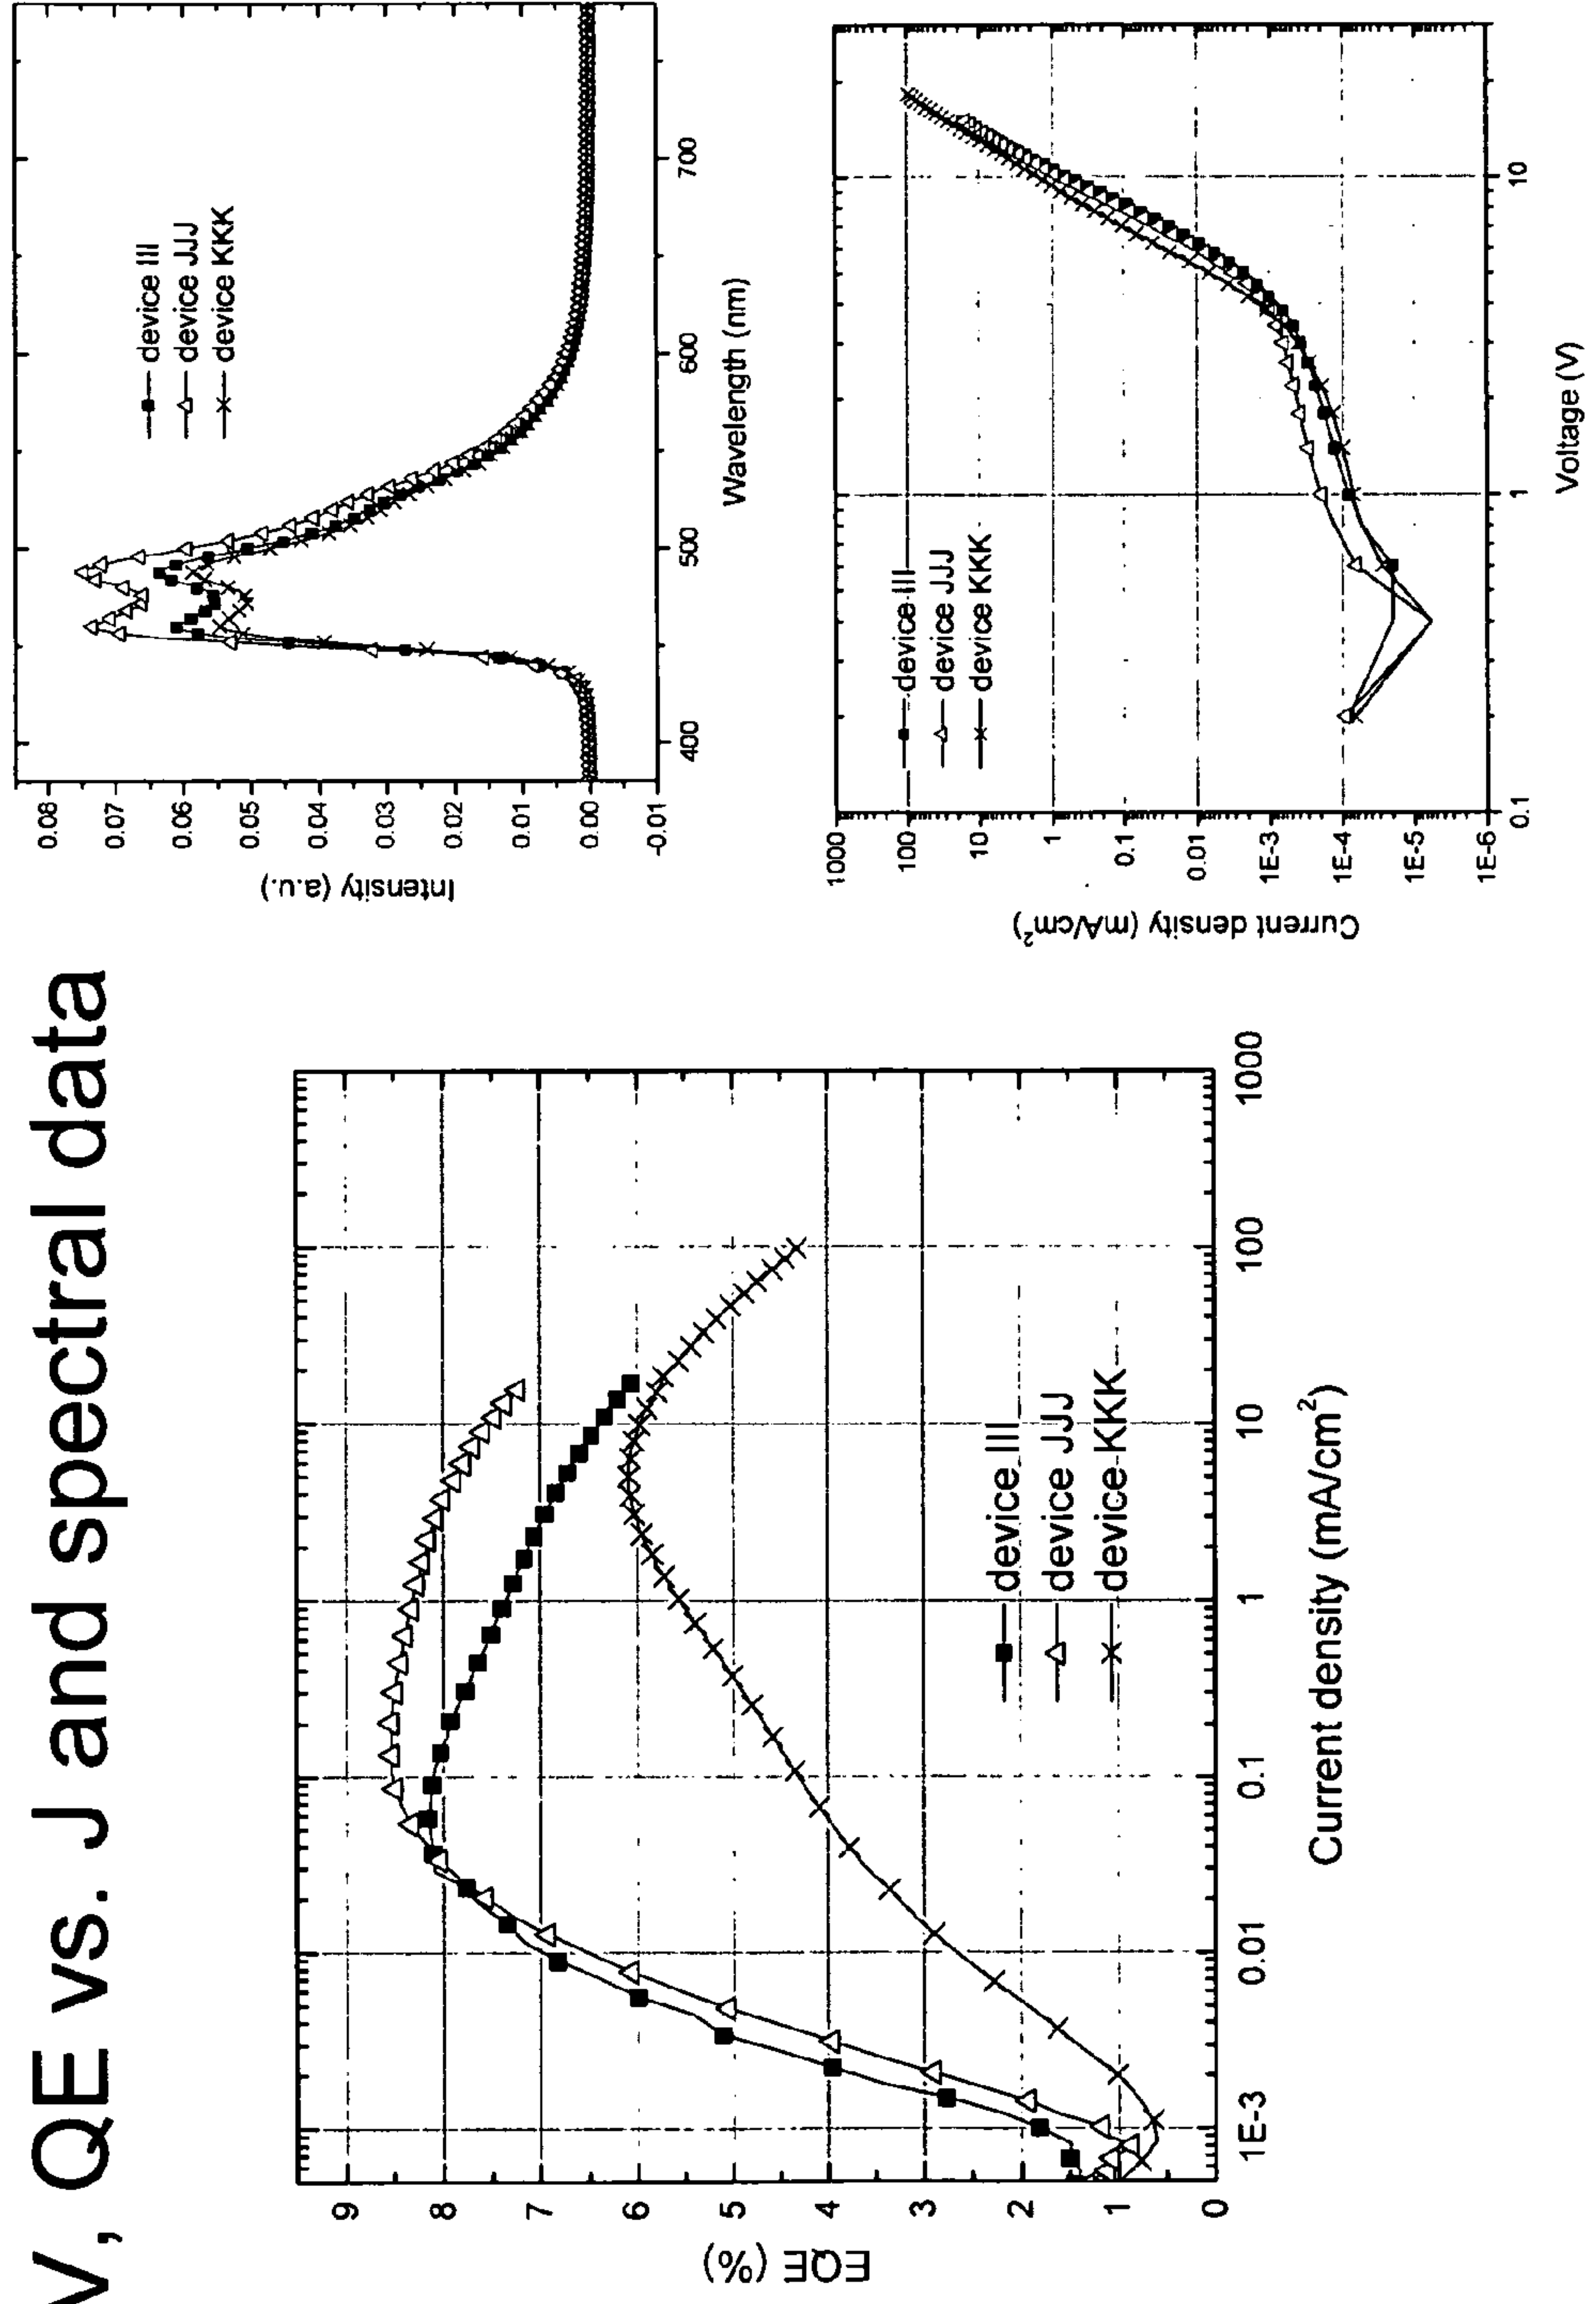 V, QE vs. J and spectral data
EQE (%)
9
8
7
6
5
4
3
2
1
0
1E-3
0.01
0.1
1
10
100
1000
Current density (mA/cm²)
device III
device JJJ
device KKK
Intensity (a.u.)
0.08
0.07
0.06
0.05
0.04
0.03
0.02
0.01
0.00
-0.01
400
500
600
700
Wavelength (nm)
device III
device JJJ
device KKK
Current density (mA/cm²)
1000
100
10
1
0.1
0.01
1E-3
1E-4
1E-5
1E-6
0.1
1
10
Voltage (V)
device III
device JJJ
device KKK